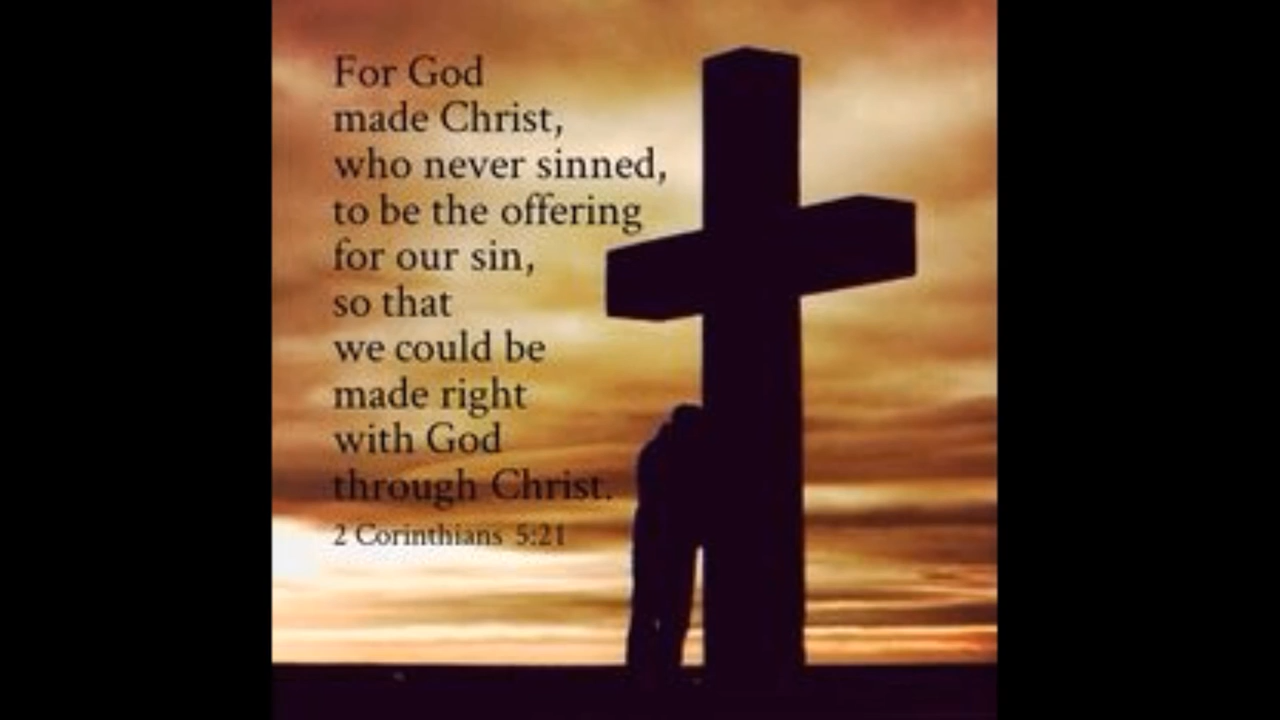 For God
made Christ,
who never sinned,
to be the offering
for our sin,
so that
we could be
made right
with God
through Christ.
2 Corinthians 5:21